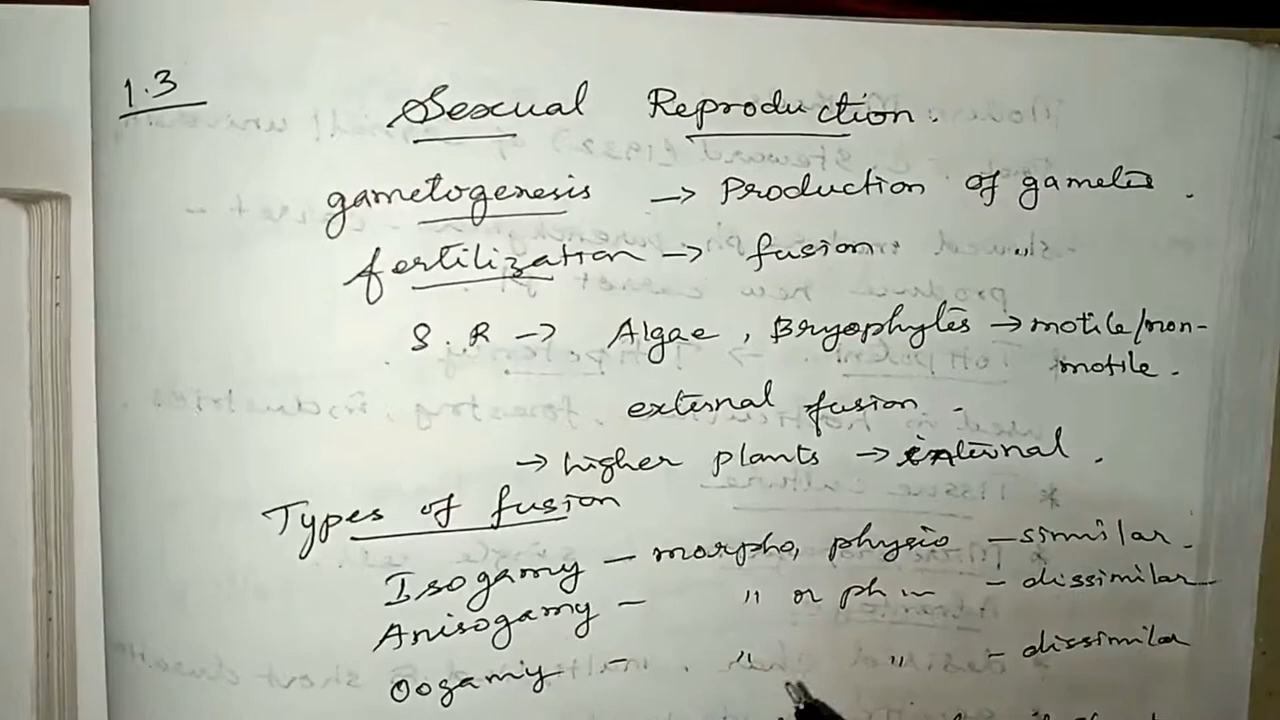 1.3
Sexual Reproduction.
gametogenesis → Production of gametes.
fertilization → fusion
S.R → Algae, Bryophytes → motile/non-
motile.
external fusion.
→ higher plants → internal.
Types of fusion
Isogamy – morpho, physio – similar.
Anisogamy – " or ph " – dissimilar
Oogamy – " " – dissimilar